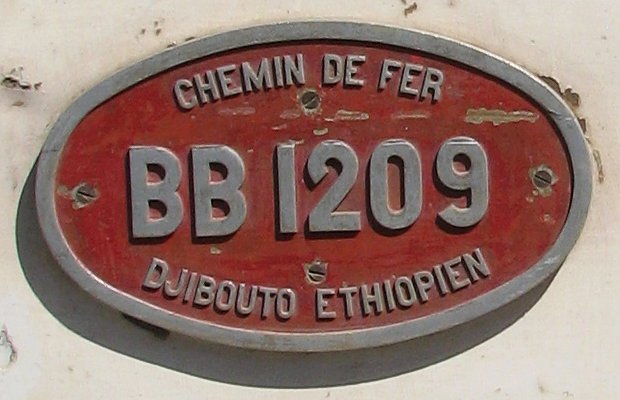 CHEMIN DE FER
BB 1209
DJIBOUTO ETHIOPIEN